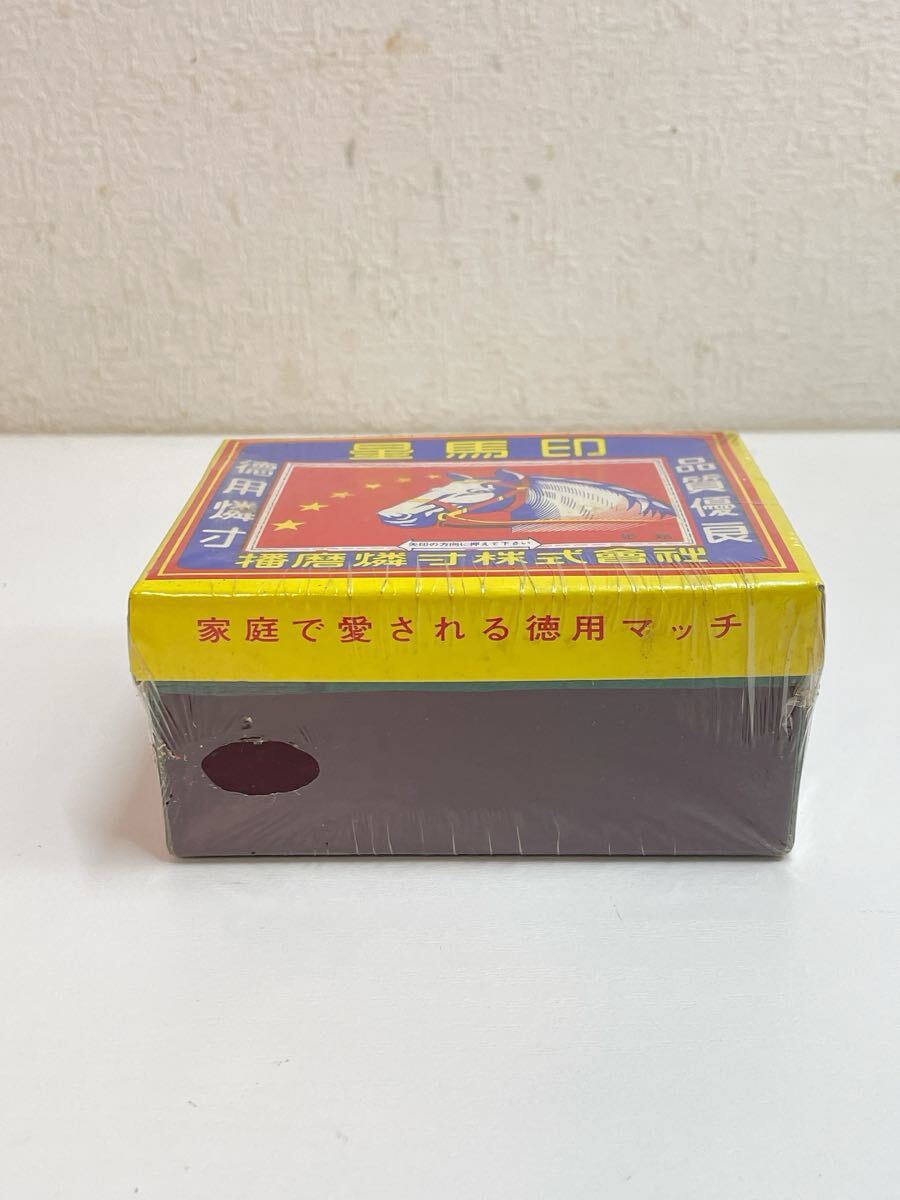 皇馬印
徳用燐寸
品質優良
矢印の方向に押えて下さい
播磨燐寸株式會社
家庭で愛される徳用マッチ